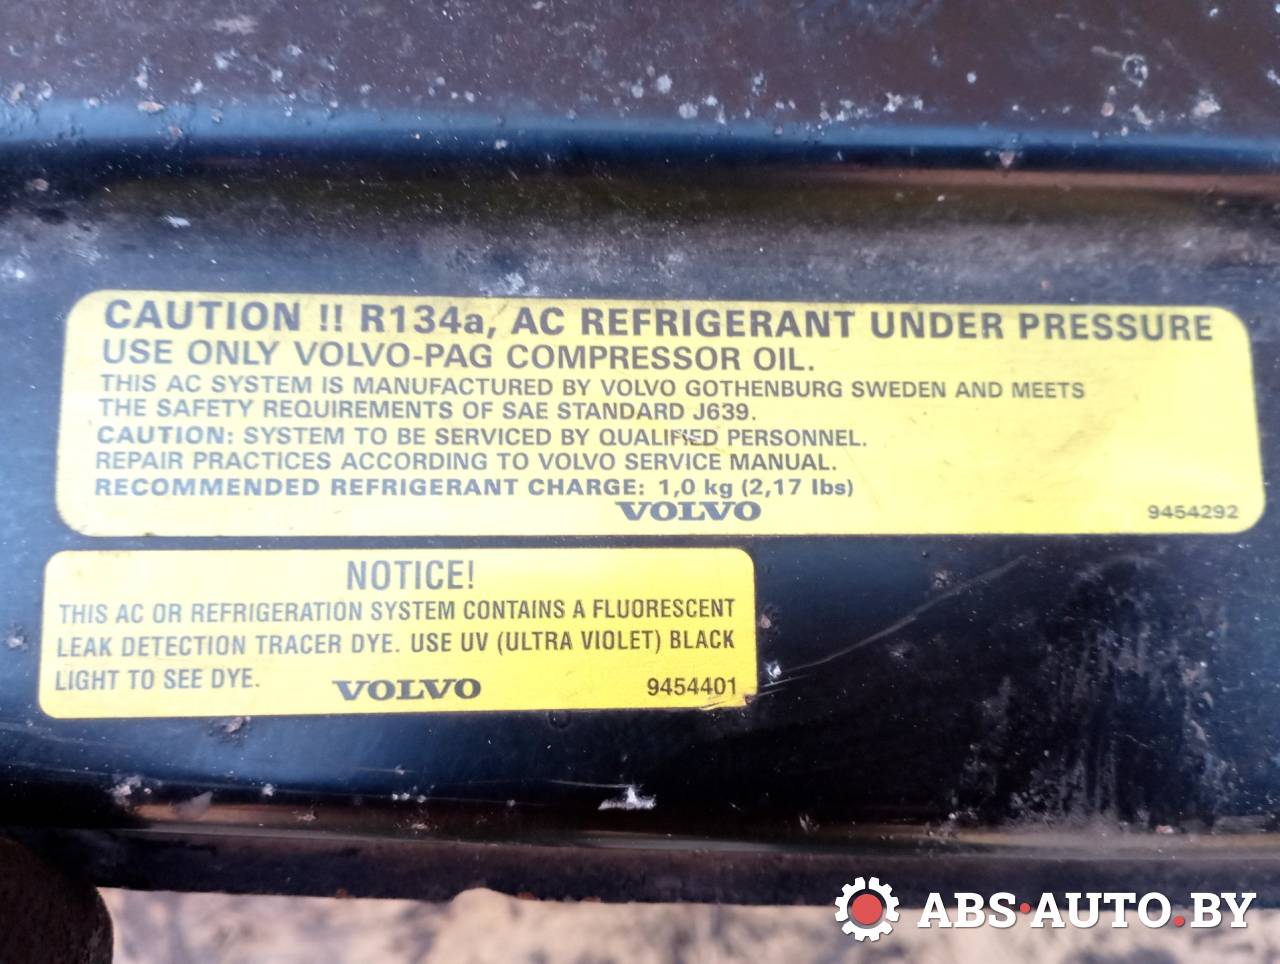 CAUTION !! R134a, AC REFRIGERANT UNDER PRESSURE
USE ONLY VOLVO-PAG COMPRESSOR OIL.
THIS AC SYSTEM IS MANUFACTURED BY VOLVO GOTHENBURG SWEDEN AND MEETS
THE SAFETY REQUIREMENTS OF SAE STANDARD J639.
CAUTION: SYSTEM TO BE SERVICED BY QUALIFIED PERSONNEL.
REPAIR PRACTICES ACCORDING TO VOLVO SERVICE MANUAL.
RECOMMENDED REFRIGERANT CHARGE: 1,0 kg (2,17 lbs)
VOLVO 9454292
NOTICE!
THIS AC OR REFRIGERATION SYSTEM CONTAINS A FLUORESCENT
LEAK DETECTION TRACER DYE. USE UV (ULTRA VIOLET) BLACK
LIGHT TO SEE DYE.
VOLVO 9454401
ABS·AUTO.BY